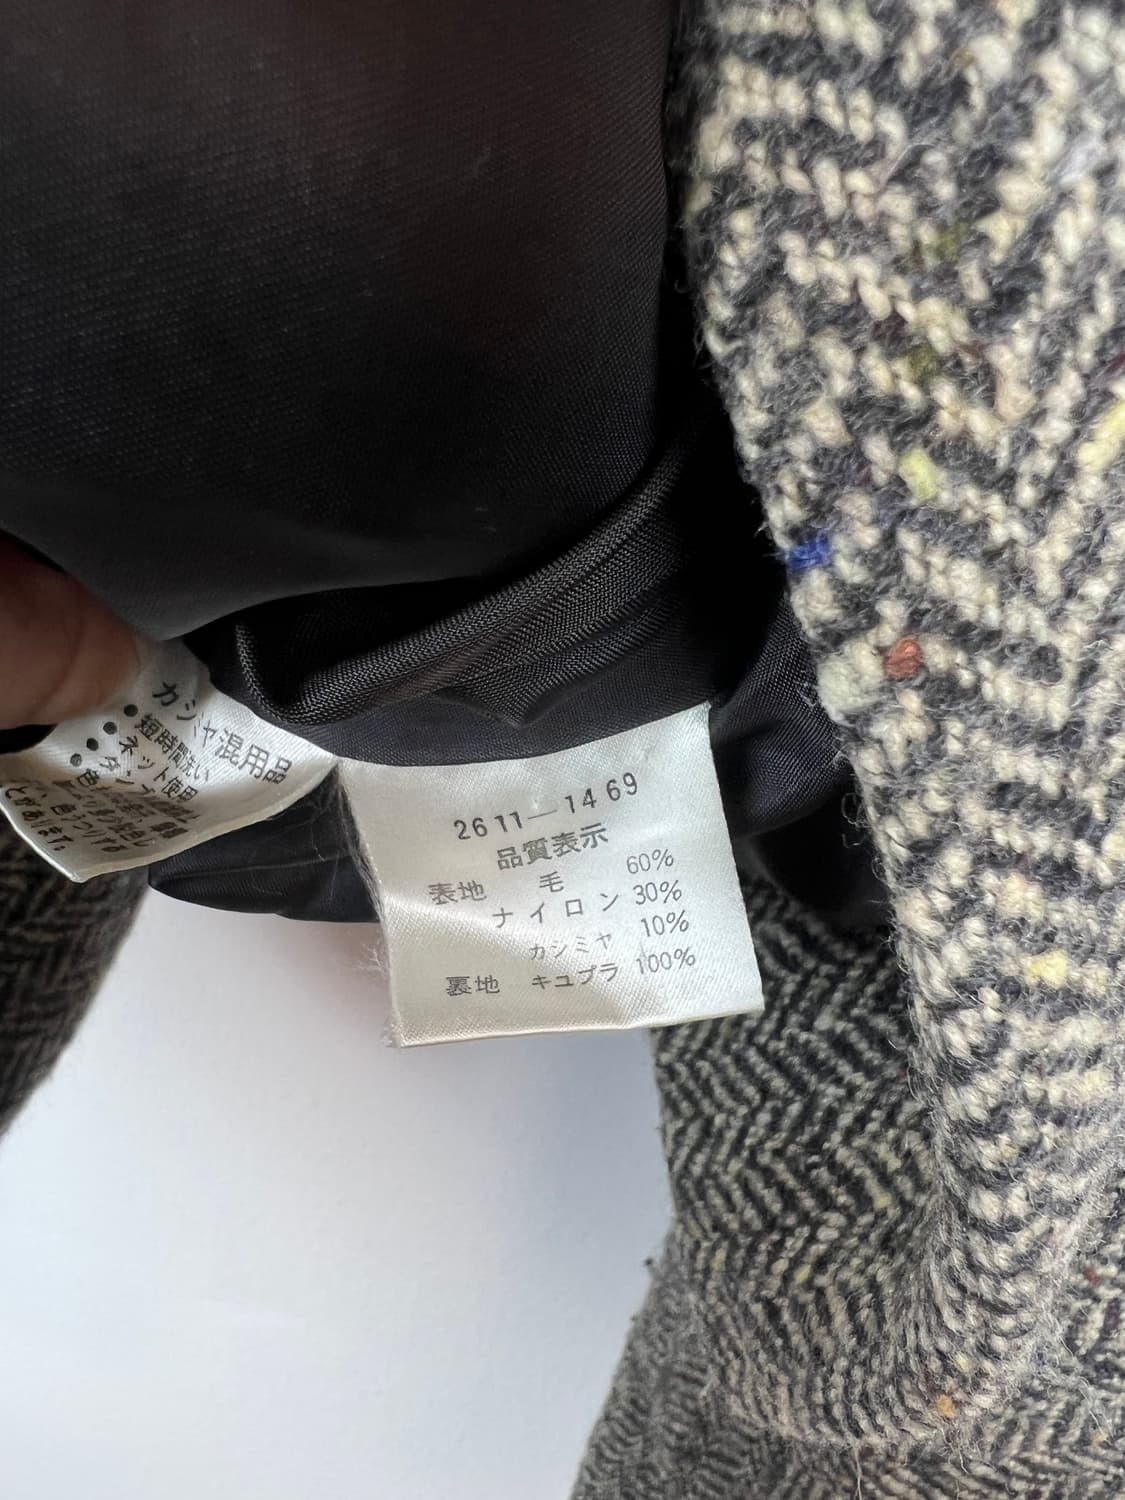 カシミヤ混用品
● 短時間洗い
● ネット使用
2611—1469
品質表示
表地 毛 60%
ナイロン 30%
カシミヤ 10%
裏地 キュプラ 100%